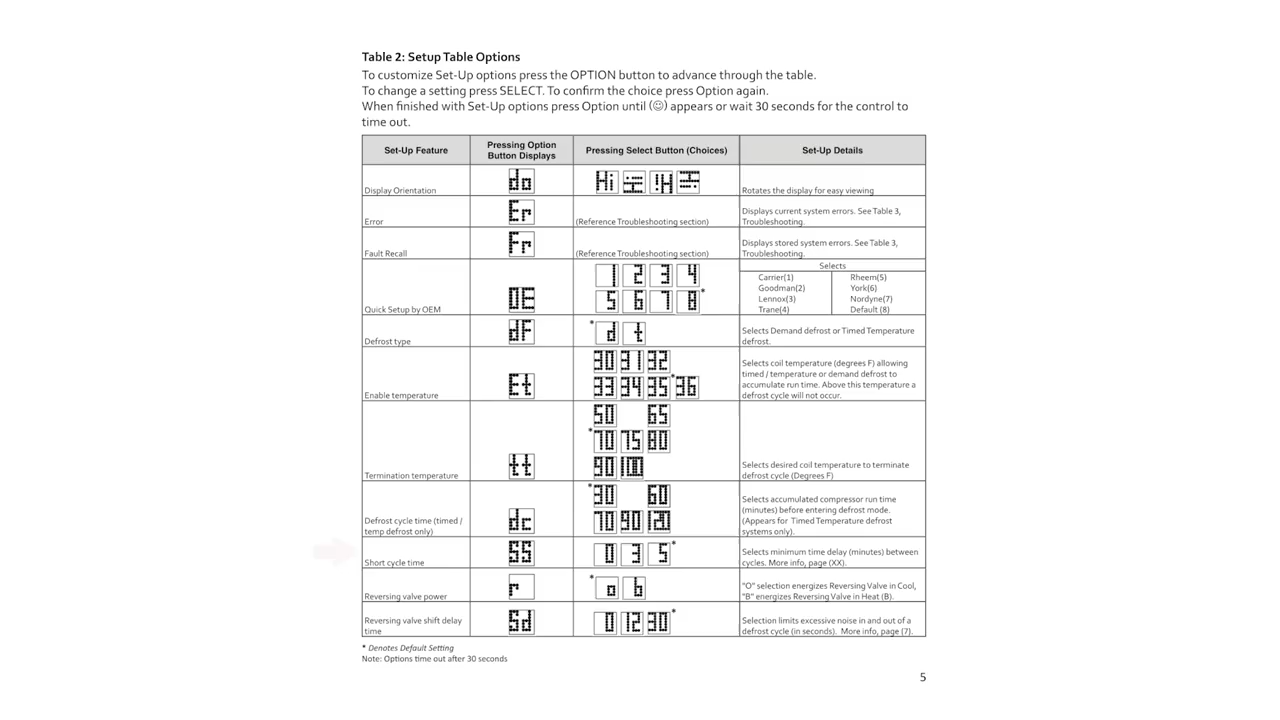 Table 2: Setup Table Options
To customize Set-Up options press the OPTION button to advance through the table.
To change a setting press SELECT. To confirm the choice press Option again.
When finished with Set-Up options press Option until (☺) appears or wait 30 seconds for the control to
time out.
Set-Up Feature
Pressing Option
Button Displays
Pressing Select Button (Choices)
Set-Up Details
Display Orientation
do
Hi
Rotates the display for easy viewing
Error
Er
(Reference Troubleshooting section)
Displays current system errors. See Table 3,
Troubleshooting.
Fault Recall
Fr
(Reference Troubleshooting section)
Displays stored system errors. See Table 3,
Troubleshooting.
Quick Setup by OEM
OE
1 2 3 4
5 6 7 8*
Selects
Carrier(1)
Goodman(2)
Lennox(3)
Trane(4)
Rheem(5)
York(6)
Nordyne(7)
Default (8)
Defrost type
dF
* d t
Selects Demand defrost or Timed Temperature
defrost.
Enable temperature
Et
30 31 32
33 34 35 *36
Selects coil temperature (degrees F) allowing
timed / temperature or demand defrost to
accumulate run time. Above this temperature a
defrost cycle will not occur.
Termination temperature
tt
50 65
*70 75 80
90 100
Selects desired coil temperature to terminate
defrost cycle (Degrees F)
Defrost cycle time (timed /
temp defrost only)
dc
*30 60
70 90 120
Selects accumulated compressor run time
(minutes) before entering defrost mode.
(Appears for Timed Temperature defrost
systems only).
Short cycle time
SS
0 3 5*
Selects minimum time delay (minutes) between
cycles. More info, page (XX).
Reversing valve power
r
* o b
"O" selection energizes Reversing Valve in Cool,
"B" energizes Reversing Valve in Heat (B).
Reversing valve shift delay
time
Sd
0 12 30*
Selection limits excessive noise in and out of a
defrost cycle (in seconds). More info, page (7).
* Denotes Default Setting
Note: Options time out after 30 seconds
5